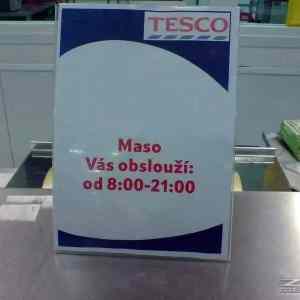 TESCO
Maso
Vás obslouží:
od 8:00-21:00